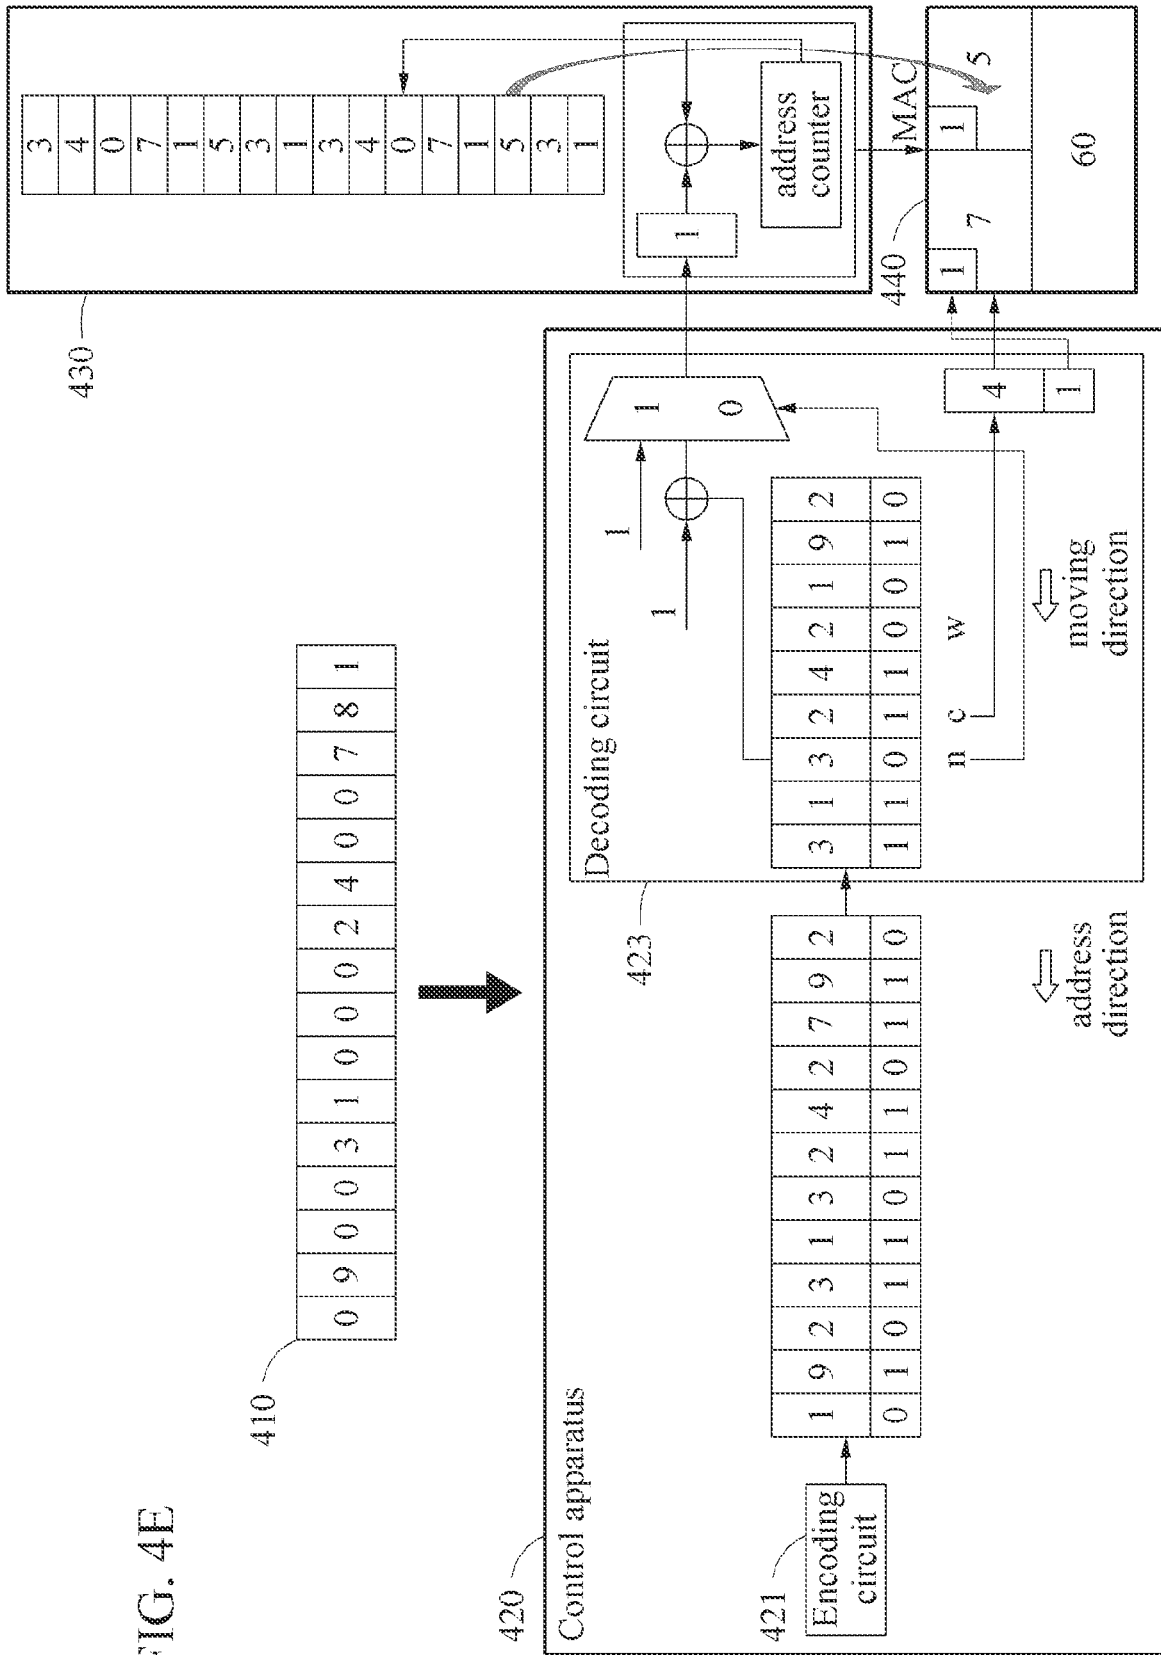 FIG. 4E
410
0 9 0 0 3 1 0 0 0 2 4 0 0 7 8 1
430
3
4
0
7
1
5
3
1
3
4
0
7
1
5
3
1
1
address
counter
420
Control apparatus
421
Encoding
circuit
1 9 2 3 1 3 2 4 2 7 9 2
0 1 0 1 1 0 1 1 0 1 1 0
address
direction
423
Decoding circuit
1
1
1
0
3 1 3 2 4 2 1 9 2
1 1 0 1 1 0 0 1 0
n c w
moving
direction
4
1
440
MAC
1
7
1
5
60